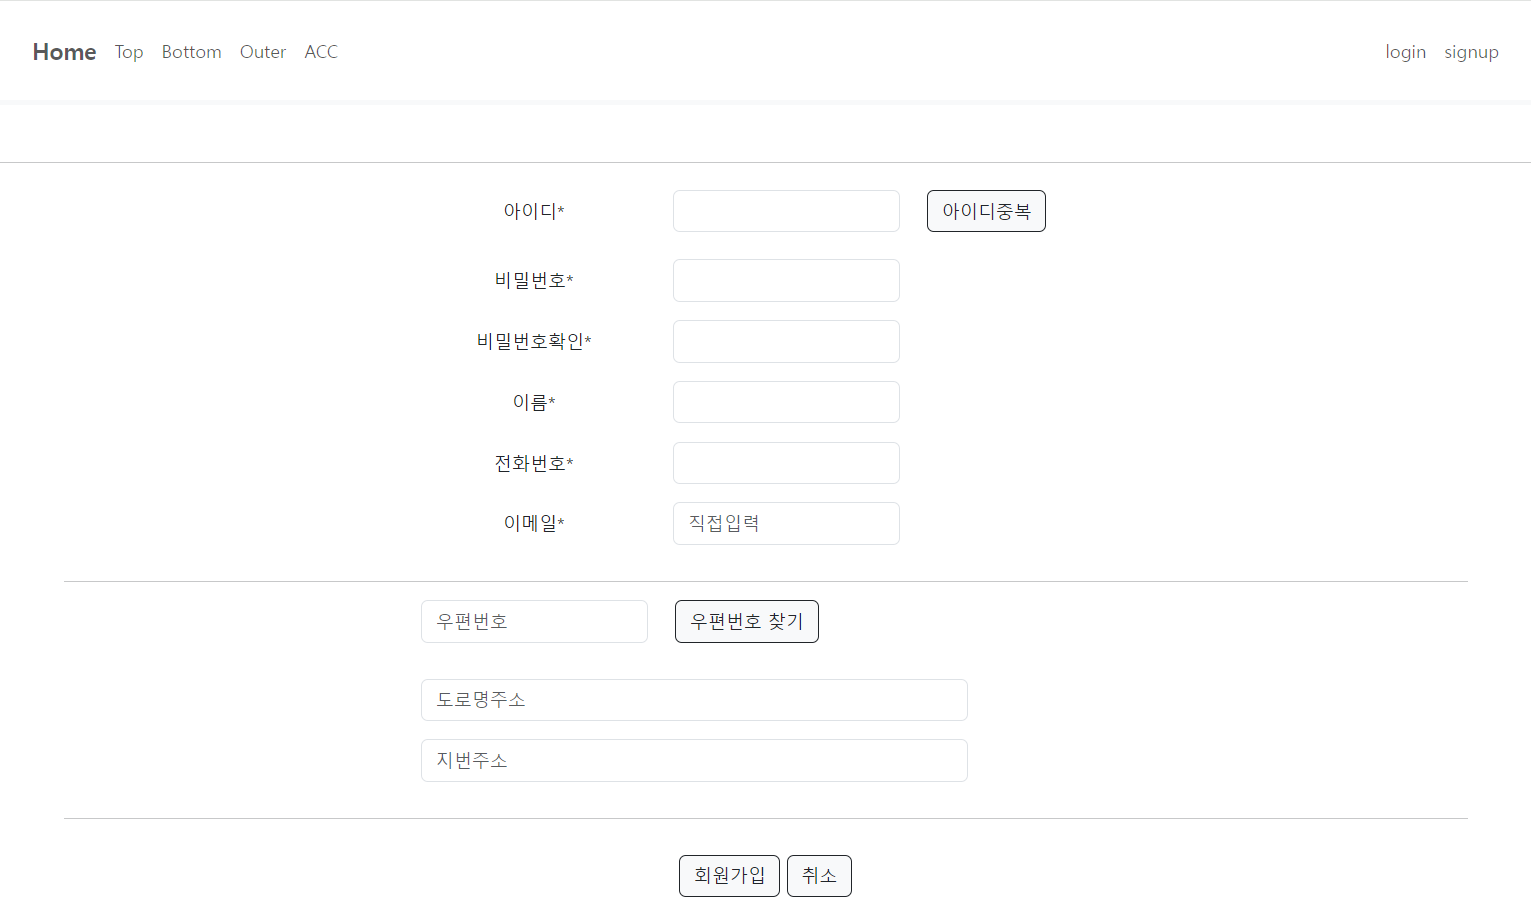 Home Top Bottom Outer ACC login signup
아이디* 아이디중복
비밀번호*
비밀번호확인*
이름*
전화번호*
이메일* 직접입력
우편번호 우편번호 찾기
도로명주소
지번주소
회원가입 취소